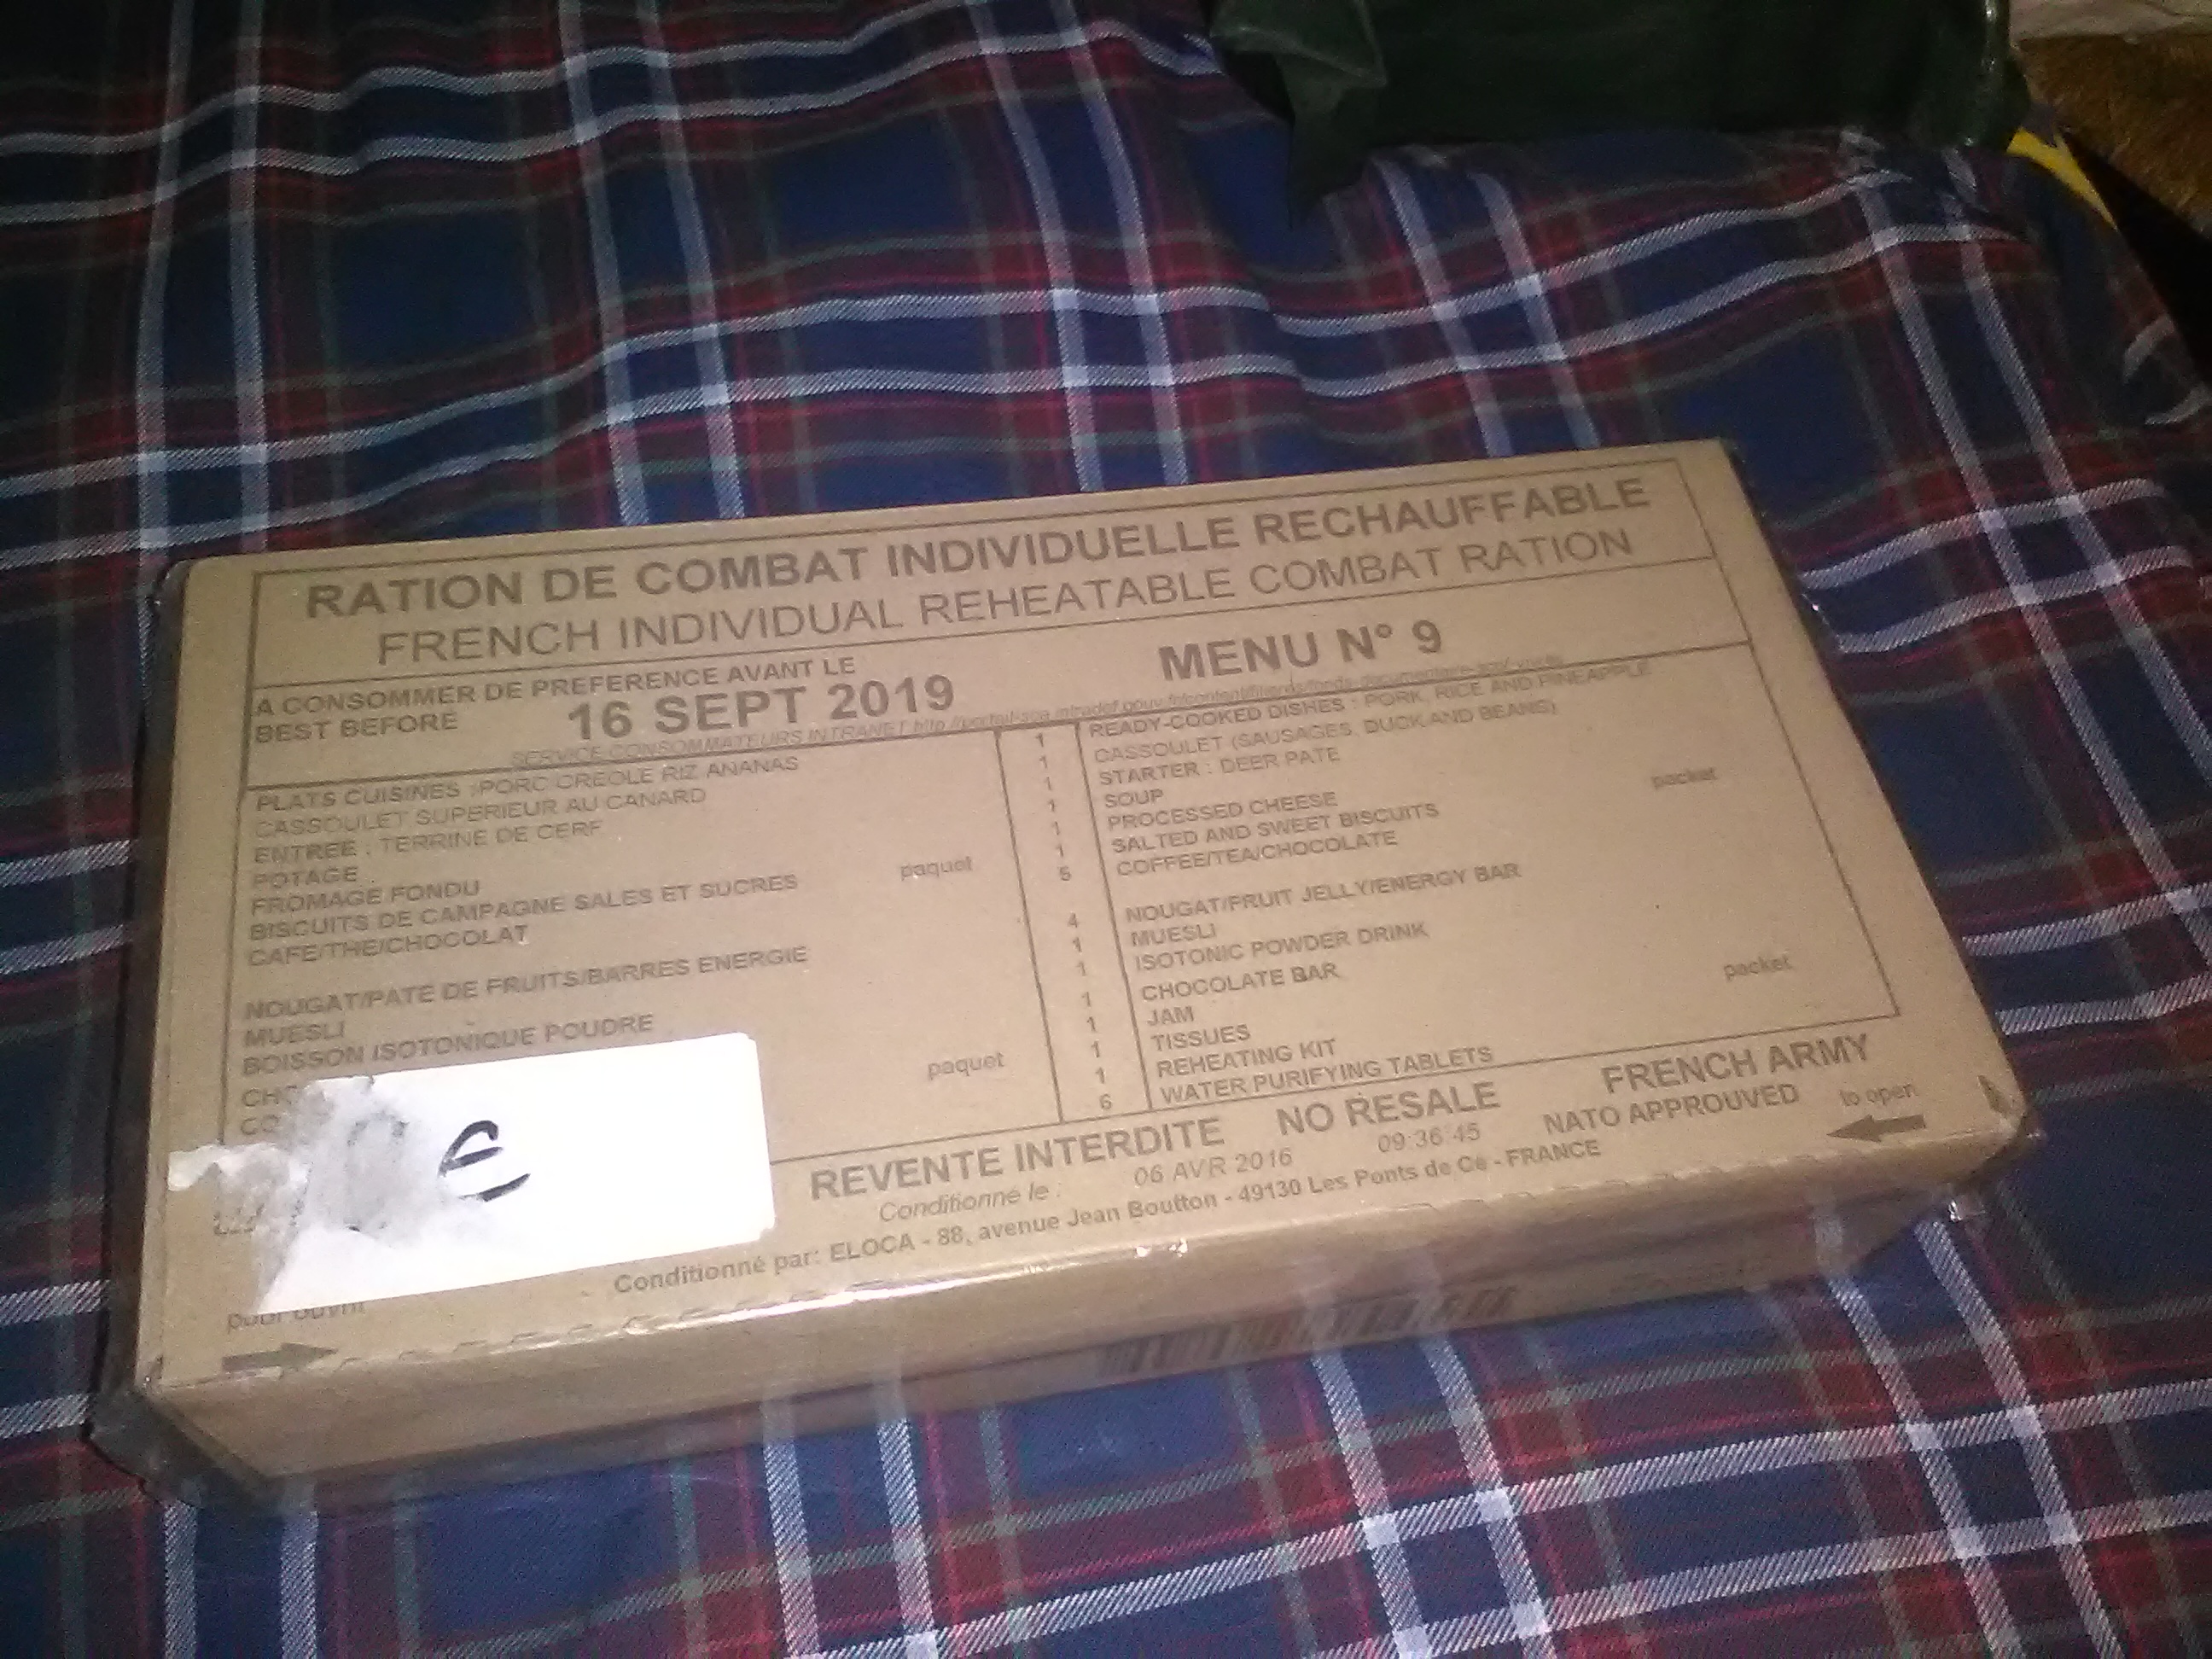 RATION DE COMBAT INDIVIDUELLE RECHAUFFABLE
FRENCH INDIVIDUAL REHEATABLE COMBAT RATION
A CONSOMMER DE PREFERENCE AVANT LE
BEST BEFORE
16 SEPT 2019
MENU N° 9
SERVICE CONSOMMATEURS INTRANET
PLATS CUISINES :PORC CREOLE RIZ ANANAS
CASSOULET SUPERIEUR AU CANARD
ENTREE : TERRINE DE CERF
POTAGE
FROMAGE FONDU
BISCUITS DE CAMPAGNE SALES ET SUCRES paquet
CAFE/THE/CHOCOLAT
NOUGAT/PATE DE FRUITS/BARRES ENERGIE
MUESLI
BOISSON ISOTONIQUE POUDRE
paquet
1
1
1
1
1
1
5
4
1
1
1
1
1
1
6
READY-COOKED DISHES : PORK, RICE AND PINEAPPLE
CASSOULET (SAUSAGES, DUCK AND BEANS)
STARTER : DEER PATE
SOUP
PROCESSED CHEESE
SALTED AND SWEET BISCUITS packet
COFFEE/TEA/CHOCOLATE
NOUGAT/FRUIT JELLY/ENERGY BAR
MUESLI
ISOTONIC POWDER DRINK
CHOCOLATE BAR
JAM
TISSUES packet
REHEATING KIT
WATER PURIFYING TABLETS
e
REVENTE INTERDITE NO RESALE FRENCH ARMY
Conditionné le : 06 AVR 2016 09:36:45 NATO APPROUVED to open
Conditionné par: ELOCA - 88, avenue Jean Boutton - 49130 Les Ponts de Cé - FRANCE
pour ouvrir